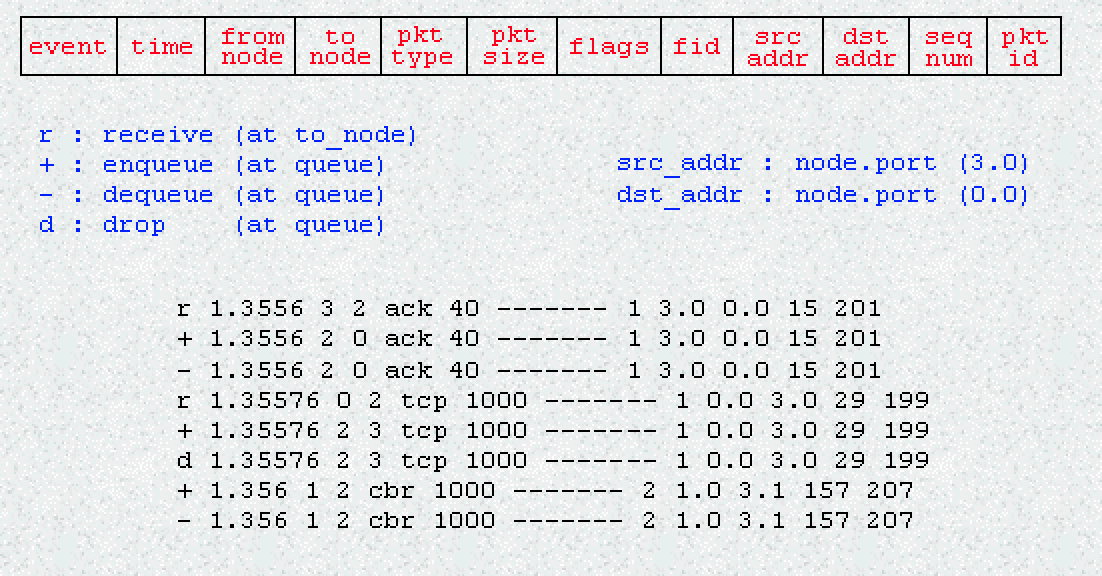 event time from node to node pkt type pkt size flags fid src addr dst addr seq num pkt id
r : receive (at to_node)
+ : enqueue (at queue)
- : dequeue (at queue)
d : drop (at queue)
src_addr : node.port (3.0)
dst_addr : node.port (0.0)
r 1.3556 3 2 ack 40 ------- 1 3.0 0.0 15 201
+ 1.3556 2 0 ack 40 ------- 1 3.0 0.0 15 201
- 1.3556 2 0 ack 40 ------- 1 3.0 0.0 15 201
r 1.35576 0 2 tcp 1000 ------- 1 0.0 3.0 29 199
+ 1.35576 2 3 tcp 1000 ------- 1 0.0 3.0 29 199
d 1.35576 2 3 tcp 1000 ------- 1 0.0 3.0 29 199
+ 1.356 1 2 cbr 1000 ------- 2 1.0 3.1 157 207
- 1.356 1 2 cbr 1000 ------- 2 1.0 3.1 157 207